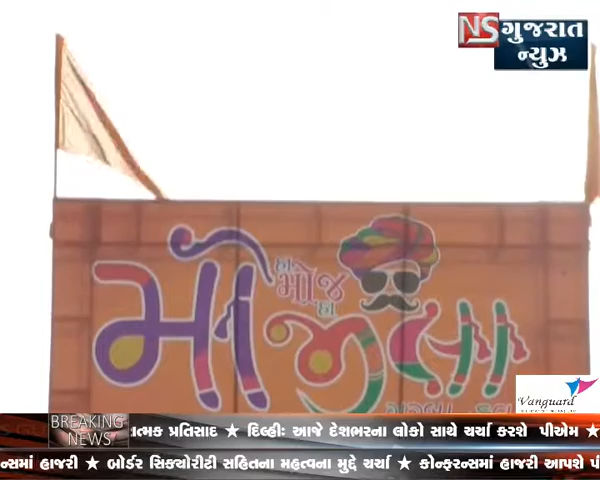 NS ગુજરાત
ન્યુઝ
હા
મોજ
હા
મોજીલા
Vanguard
BREAKING
NEWS
ાત્મક પ્રતિસાદ ★ દિલ્હીઃ આજે દેશભરના લોકો સાથે ચર્ચા કરશે પીએમ ★
ન્સમાં હાજરી ★ બોર્ડર સિક્યોરીટી સહિતના મહત્વના મુદ્દે ચર્ચા ★ કોન્ફરન્સમાં હાજરી આપશે પી